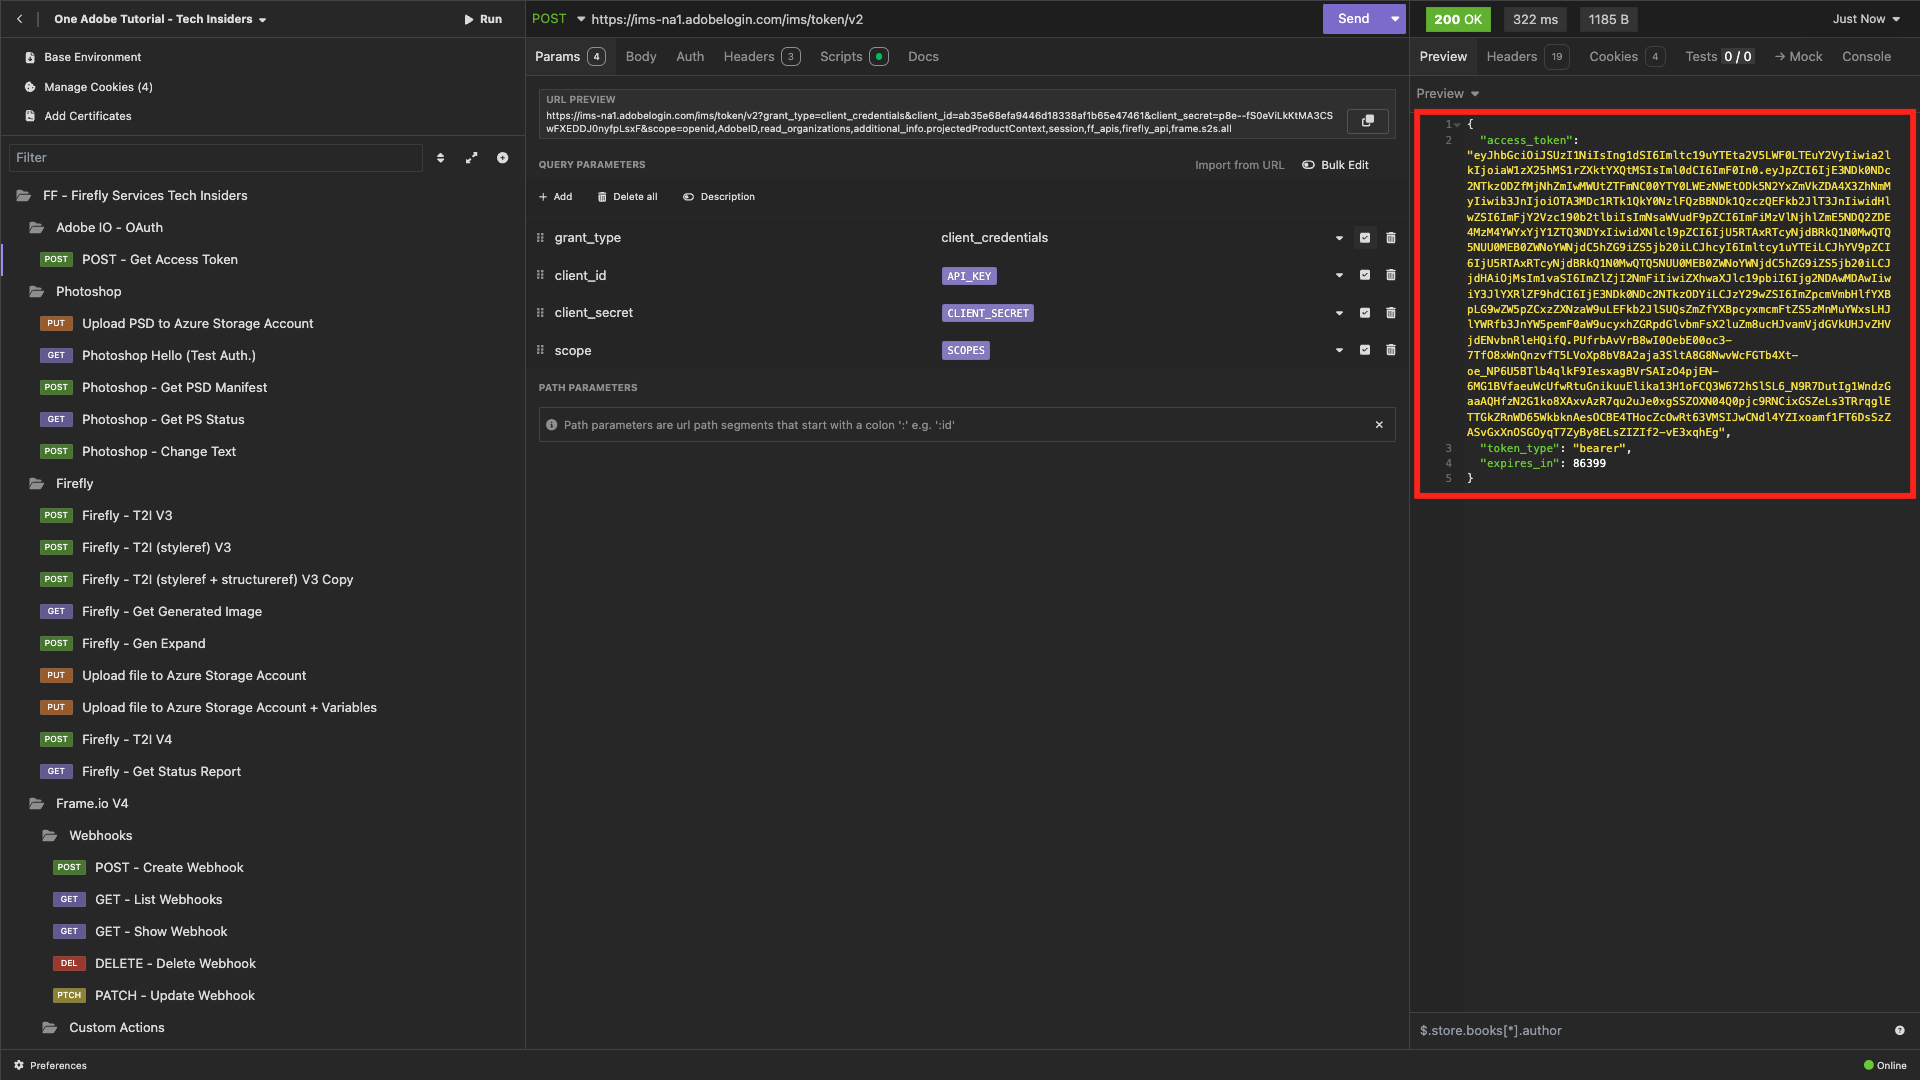 One Adobe Tutorial - Tech Insiders
Run
Base Environment
Manage Cookies (4)
Add Certificates
Filter
FF - Firefly Services Tech Insiders
Adobe IO - OAuth
POST POST - Get Access Token
Photoshop
PUT Upload PSD to Azure Storage Account
GET Photoshop Hello (Test Auth.)
POST Photoshop - Get PSD Manifest
GET Photoshop - Get PS Status
POST Photoshop - Change Text
Firefly
POST Firefly - T2I V3
POST Firefly - T2I (styleref) V3
POST Firefly - T2I (styleref + structureref) V3 Copy
GET Firefly - Get Generated Image
POST Firefly - Gen Expand
PUT Upload file to Azure Storage Account
PUT Upload file to Azure Storage Account + Variables
POST Firefly - T2I V4
GET Firefly - Get Status Report
Frame.io V4
Webhooks
POST POST - Create Webhook
GET GET - List Webhooks
GET GET - Show Webhook
DEL DELETE - Delete Webhook
PTCH PATCH - Update Webhook
Custom Actions
Preferences
POST https://ims-na1.adobelogin.com/ims/token/v2
Send
Params 4 Body Auth Headers 3 Scripts Docs
URL PREVIEW
https://ims-na1.adobelogin.com/ims/token/v2?grant_type=client_credentials&client_id=ab35e68efa9446d18338af1b65e47461&client_secret=p8e--fS0eViLkKtMA3CS
wFXEDDJ0nyfpLsxF&scope=openid,AdobeID,read_organizations,additional_info.projectedProductContext,session,ff_apis,firefly_api,frame.s2s.all
QUERY PARAMETERS
Import from URL Bulk Edit
Add Delete all Description
grant_type client_credentials
client_id API_KEY
client_secret CLIENT_SECRET
scope SCOPES
PATH PARAMETERS
Path parameters are url path segments that start with a colon ':' e.g. ':id'
200 OK 322 ms 1185 B
Just Now
Preview Headers 19 Cookies 4 Tests 0 / 0 → Mock Console
Preview
1 {
2 "access_token":
3 "token_type": "bearer",
4 "expires_in": 86399
5 }
$.store.books[*].author
Online